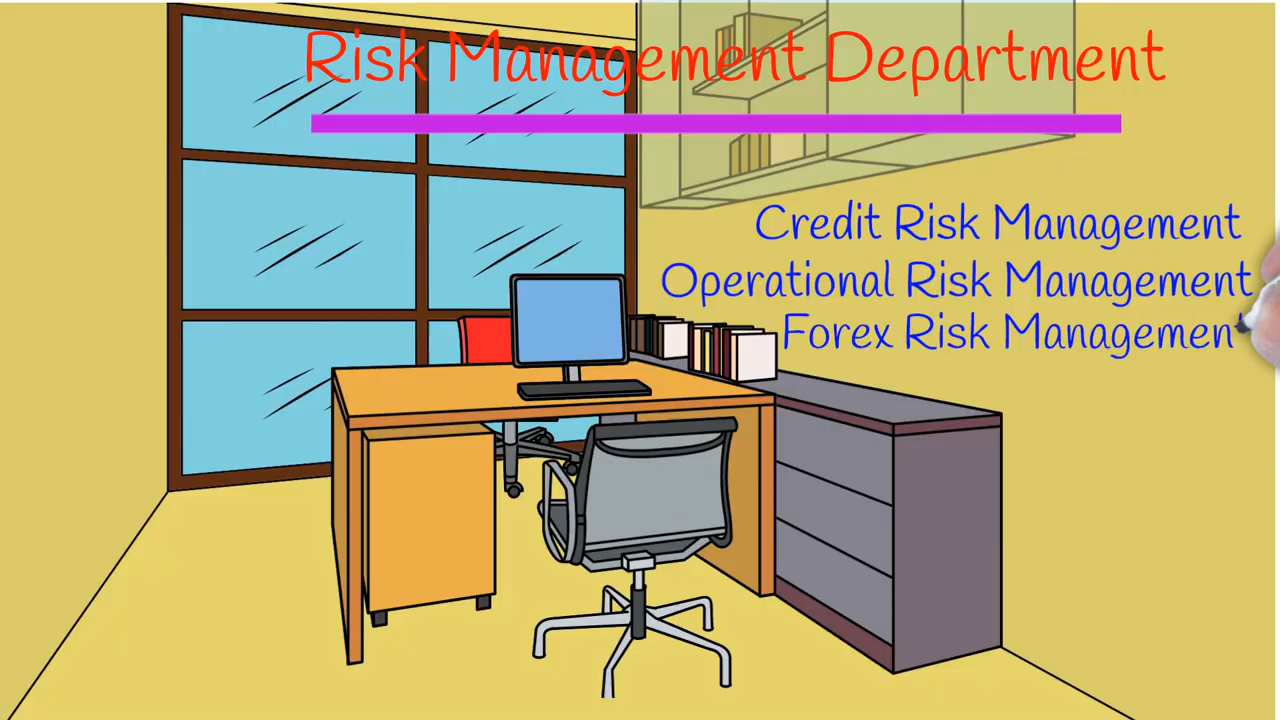 Risk Management Department
Credit Risk Management
Operational Risk Management
Forex Risk Managemen